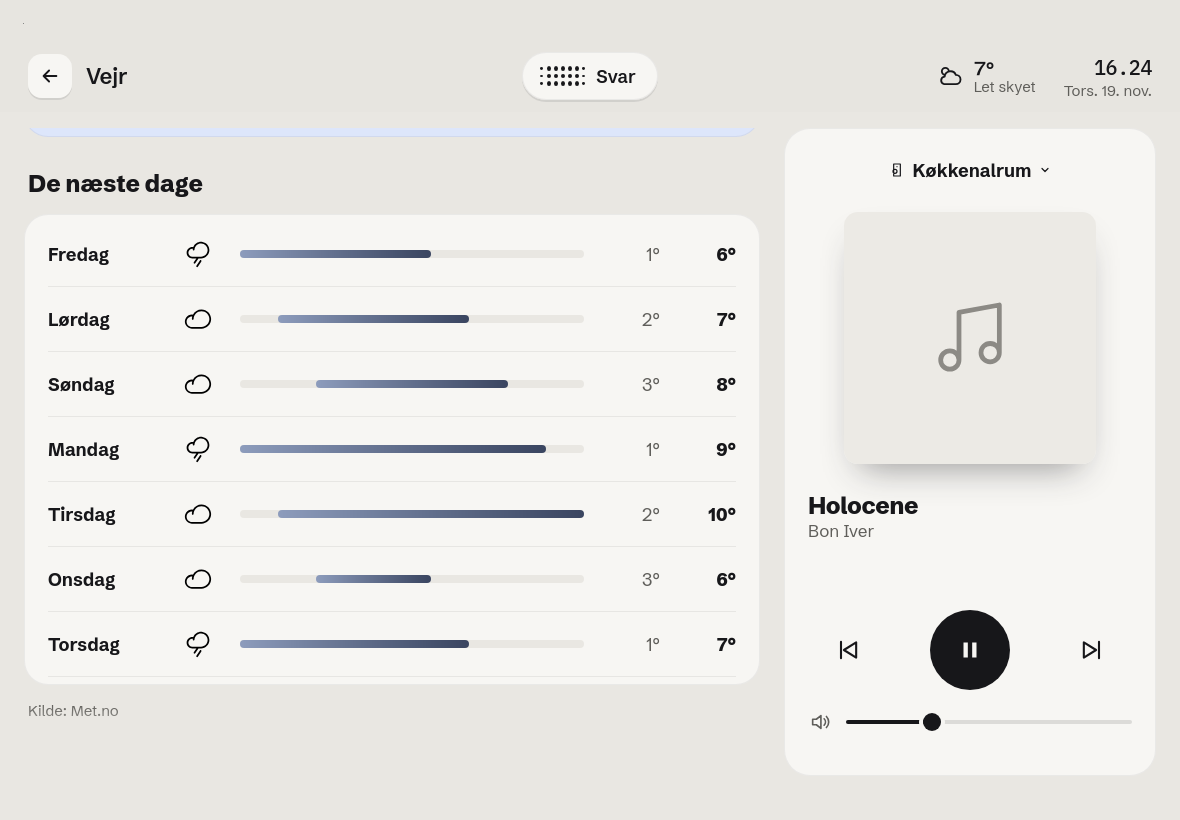 Vejr
Svar
7°
Let skyet
16.24
Tors. 19. nov.
De næste dage
Fredag 1° 6°
Lørdag 2° 7°
Søndag 3° 8°
Mandag 1° 9°
Tirsdag 2° 10°
Onsdag 3° 6°
Torsdag 1° 7°
Kilde: Met.no
Køkkenalrum
Holocene
Bon Iver